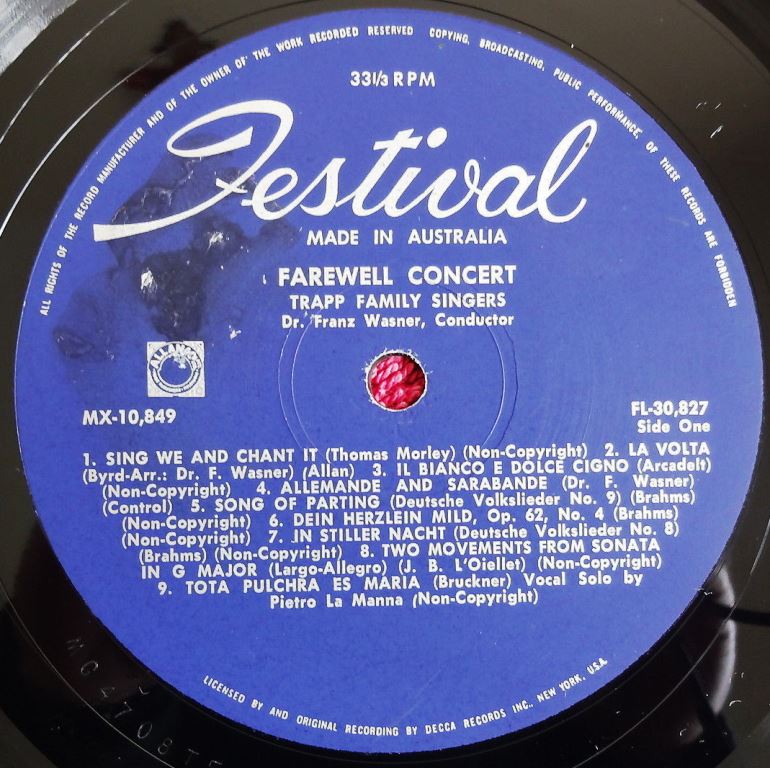 ALL RIGHTS OF THE RECORD MANUFACTURER AND OF THE OWNER OF THE WORK RECORDED RESERVED COPYING, BROADCASTING, PUBLIC PERFORMANCE, OF THESE RECORDS ARE FORBIDDEN
33 1/3 RPM
Festival
MADE IN AUSTRALIA
FAREWELL CONCERT
TRAPP FAMILY SINGERS
Dr. Franz Wasner, Conductor
ALLANS
MX-10,849
FL-30,827
Side One
1. SING WE AND CHANT IT (Thomas Morley) (Non-Copyright) 2. LA VOLTA
(Byrd-Arr.: Dr. F. Wasner) (Allan) 3. IL BIANCO E DOLCE CIGNO (Arcadelt)
(Non-Copyright) 4. ALLEMANDE AND SARABANDE (Dr. F. Wasner)
(Control) 5. SONG OF PARTING (Deutsche Volkslieder No. 9) (Brahms)
(Non-Copyright) 6. DEIN HERZLEIN MILD, Op. 62, No. 4 (Brahms)
(Non-Copyright) 7. IN STILLER NACHT (Deutsche Volkslieder No. 8)
(Brahms) (Non-Copyright) 8. TWO MOVEMENTS FROM SONATA
IN G MAJOR (Largo-Allegro) (J. B. L'Oiellet) (Non-Copyright)
9. TOTA PULCHRA ES MARIA (Bruckner) Vocal Solo by
Pietro La Manna (Non-Copyright)
LICENSED BY AND ORIGINAL RECORDING BY DECCA RECORDS INC., NEW YORK, U.S.A.